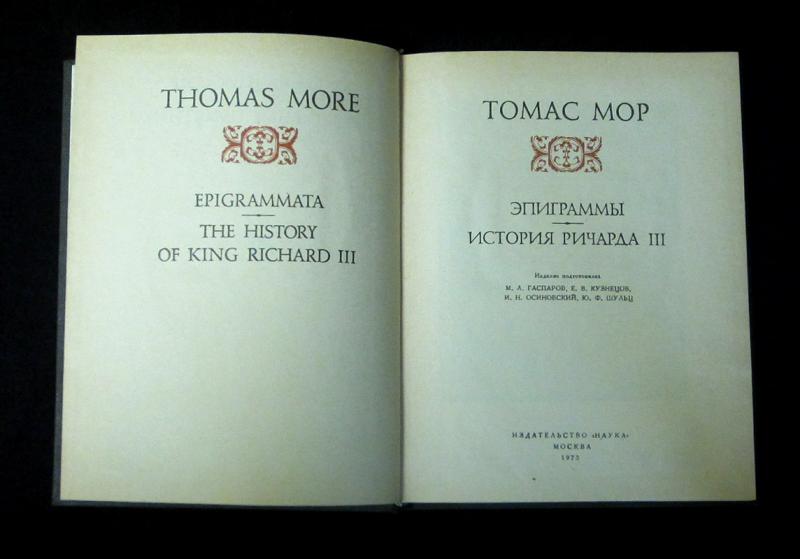 THOMAS MORE
EPIGRAMMATA
THE HISTORY
OF KING RICHARD III
ТОМАС МОР
ЭПИГРАММЫ
ИСТОРИЯ РИЧАРДА III
Издание подготовили
М. Л. ГАСПАРОВ, Е. В. КУЗНЕЦОВ,
И. Н. ОСИНОВСКИЙ, Ю. Ф. ШУЛЬЦ
ИЗДАТЕЛЬСТВО «НАУКА»
МОСКВА
1973